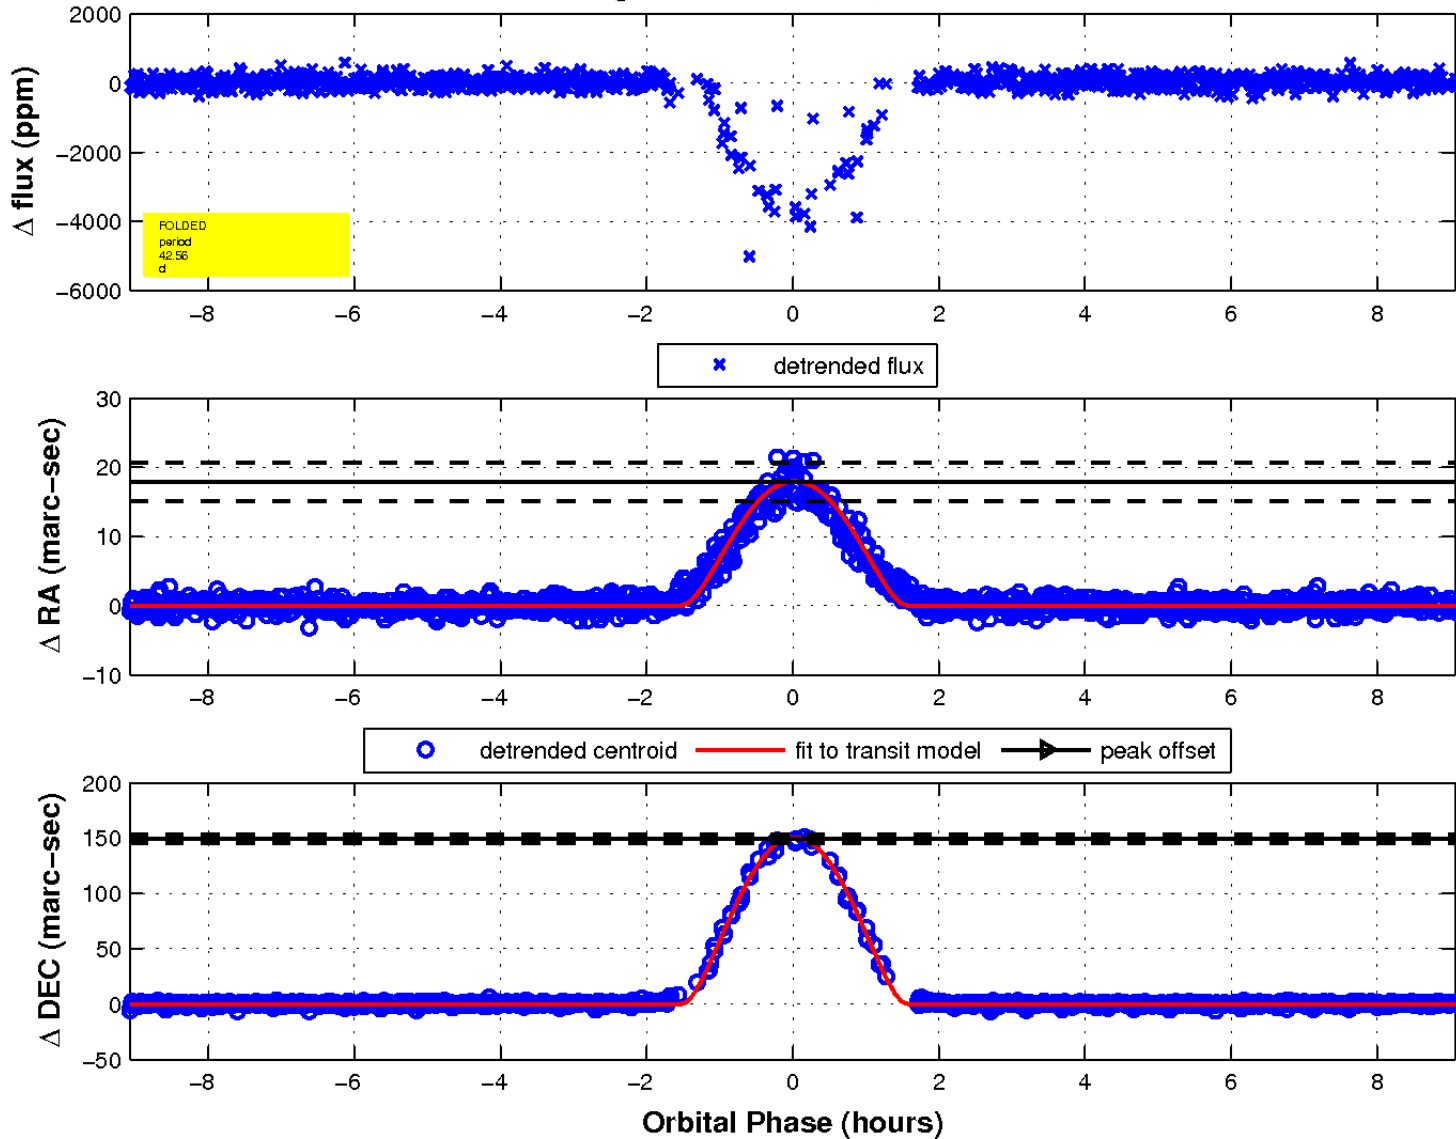 2000
0
−2000
−4000
−6000
Δ flux (ppm)
FOLDED
period
42.56
d
−8 −6 −4 −2 0 2 4 6 8
detrended flux
30
20
10
0
−10
Δ RA (marc−sec)
−8 −6 −4 −2 0 2 4 6 8
detrended centroid fit to transit model peak offset
200
150
100
50
0
−50
Δ DEC (marc−sec)
−8 −6 −4 −2 0 2 4 6 8
Orbital Phase (hours)